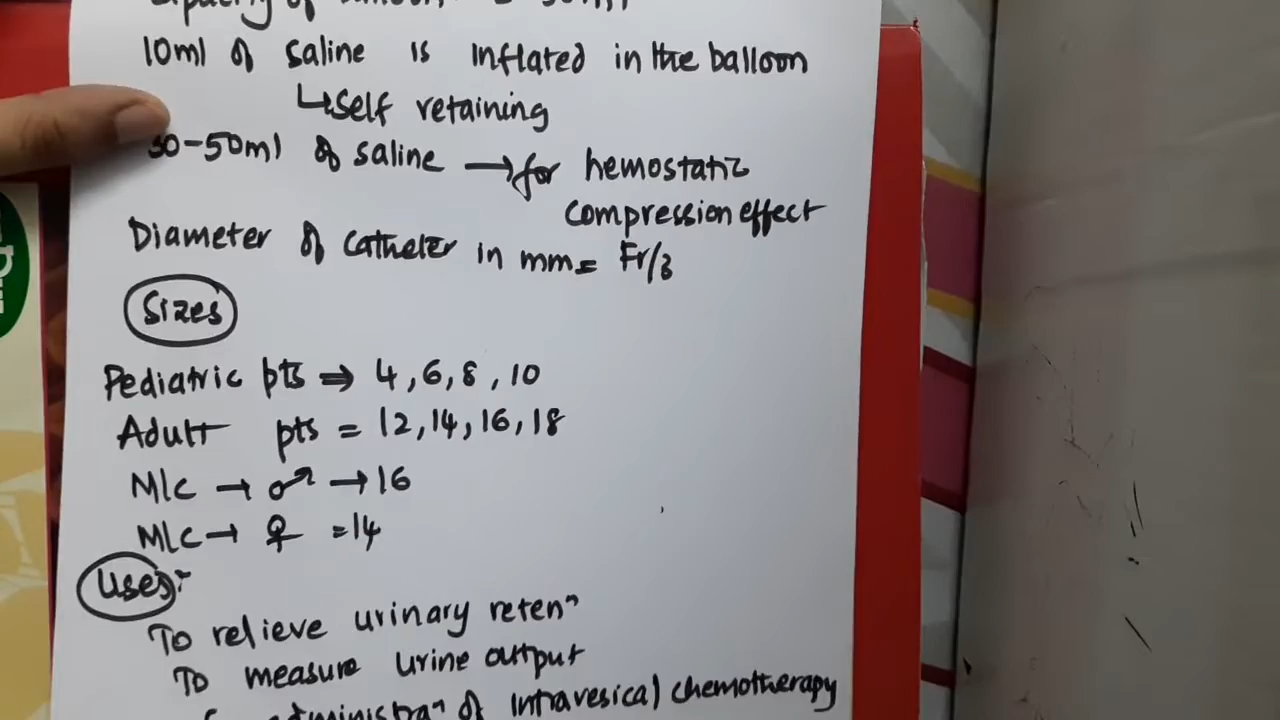 capacity of
10ml of saline is inflated in the balloon
↳ self retaining
30-50ml of saline → for hemostatic
compression effect
Diameter of catheter in mm = Fr/3
Sizes
Pediatric pts ⇒ 4, 6, 8, 10
Adult pts = 12, 14, 16, 18
M/c → ♂ → 16
M/c → ♀ = 14
Uses:-
To relieve urinary retenⁿ
To measure urine output
administraⁿ of intravesical chemotherapy